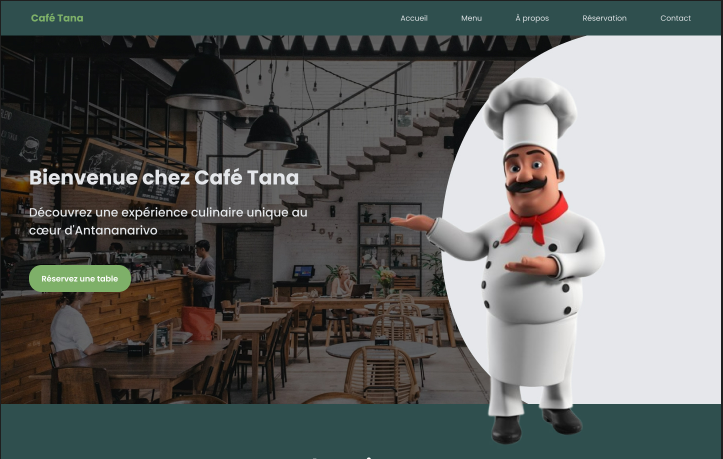 Café Tana
Accueil
Menu
À propos
Réservation
Contact
Bienvenue chez Café Tana
Découvrez une expérience culinaire unique au
cœur d'Antananarivo
Réservez une table
love